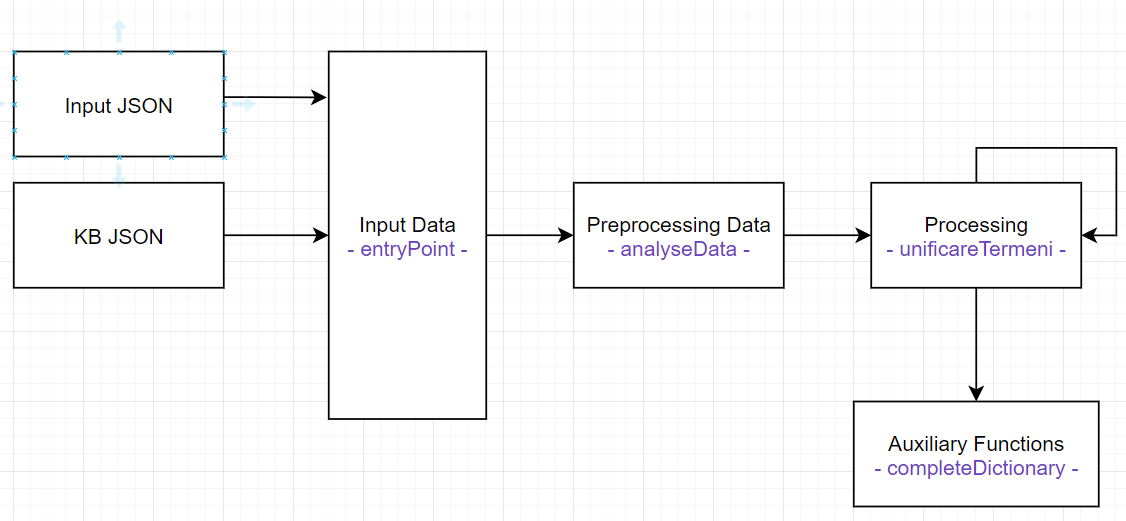 Input JSON
KB JSON
Input Data
- entryPoint -
Preprocessing Data
- analyseData -
Processing
- unificareTermeni -
Auxiliary Functions
- completeDictionary -